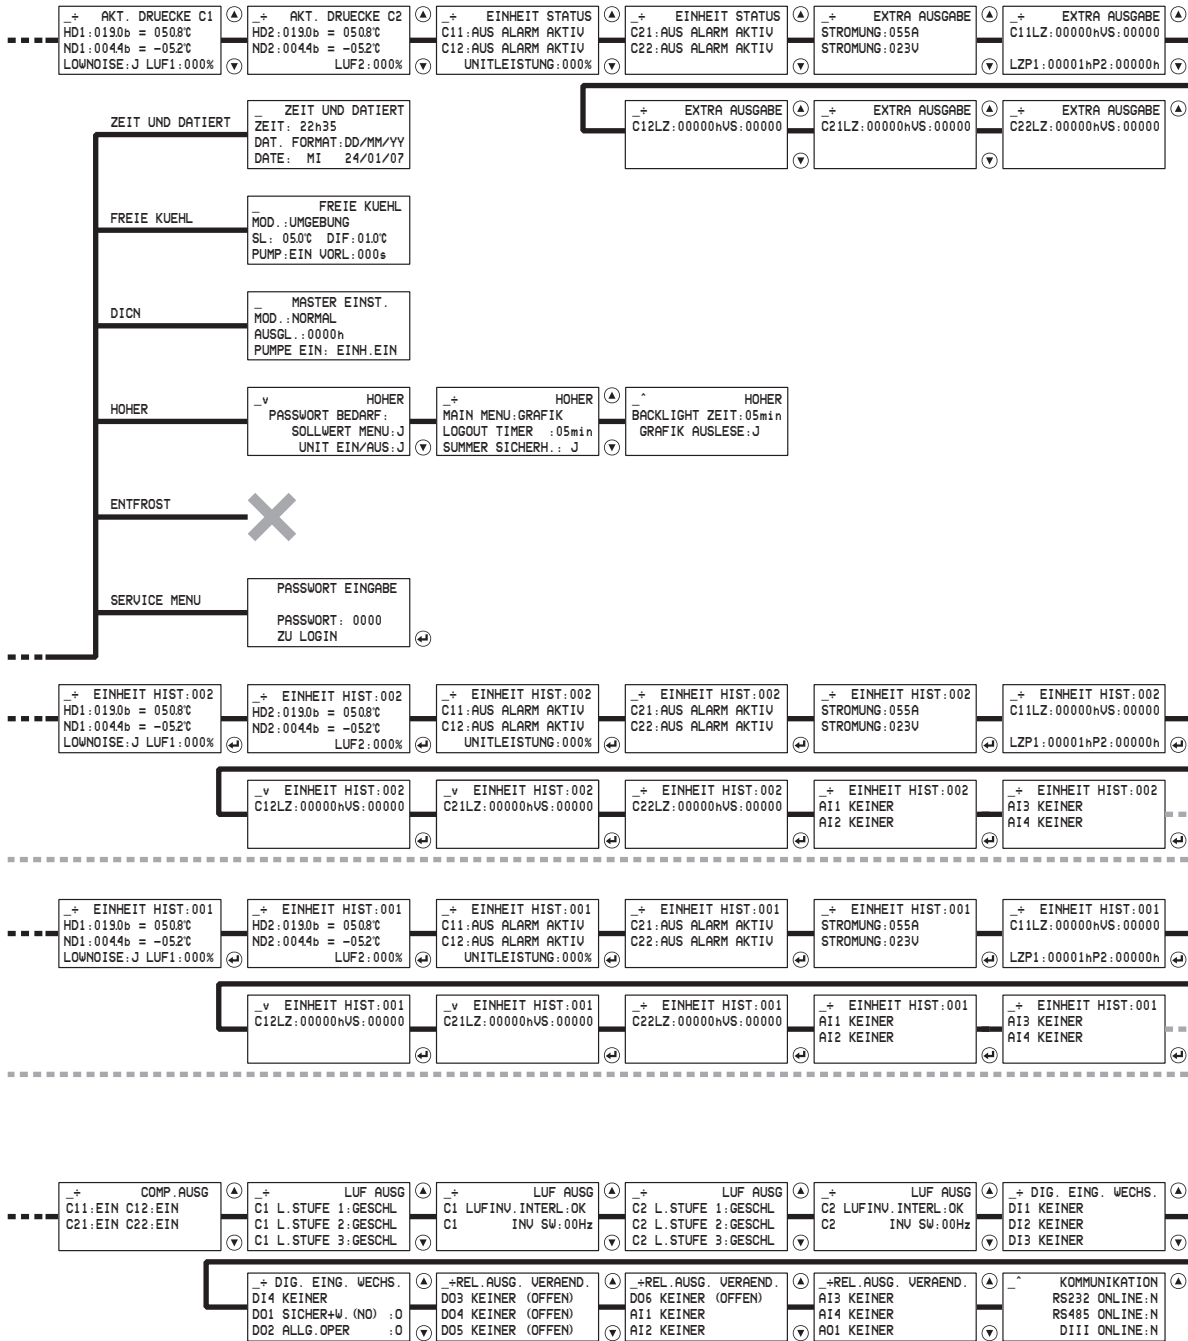 _÷ AKT. DRUECKE C1
HD1:019.0b = 050.8°C
ND1:004.4b = -05.2°C
LOWNOISE:J LUF1:000%
_÷ AKT. DRUECKE C2
HD2:019.0b = 050.8°C
ND2:004.4b = -05.2°C
LUF2:000%
_÷ EINHEIT STATUS
C11:AUS ALARM AKTIV
C12:AUS ALARM AKTIV
UNITLEISTUNG:000%
_÷ EINHEIT STATUS
C21:AUS ALARM AKTIV
C22:AUS ALARM AKTIV
_÷ EXTRA AUSGABE
STROMUNG:055A
STROMUNG:023V
_÷ EXTRA AUSGABE
C11LZ:00000hVS:00000
LZP1:00001hP2:00000h
_÷ EXTRA AUSGABE
C12LZ:00000hVS:00000
_÷ EXTRA AUSGABE
C21LZ:00000hVS:00000
_÷ EXTRA AUSGABE
C22LZ:00000hVS:00000
ZEIT UND DATIERT
_ ZEIT UND DATIERT
ZEIT: 22h35
DAT. FORMAT:DD/MM/YY
DATE: MI 24/01/07
FREIE KUEHL
_ FREIE KUEHL
MOD.:UMGEBUNG
SL: 05.0°C DIF:01.0°C
PUMP:EIN VORL:000s
DICN
_ MASTER EINST.
MOD.:NORMAL
AUSGL.:0000h
PUMPE EIN: EINH.EIN
HOHER
_v HOHER
PASSWORT BEDARF:
SOLLWERT MENU:J
UNIT EIN/AUS:J
_÷ HOHER
MAIN MENU:GRAFIK
LOGOUT TIMER :05min
SUMMER SICHERH.: J
_^ HOHER
BACKLIGHT ZEIT:05min
GRAFIK AUSLESE:J
ENTFROST
SERVICE MENU
PASSWORT EINGABE
PASSWORT: 0000
ZU LOGIN
_÷ EINHEIT HIST:002
HD1:019.0b = 050.8°C
ND1:004.4b = -05.2°C
LOWNOISE:J LUF1:000%
_÷ EINHEIT HIST:002
HD2:019.0b = 050.8°C
ND2:004.4b = -05.2°C
LUF2:000%
_÷ EINHEIT HIST:002
C11:AUS ALARM AKTIV
C12:AUS ALARM AKTIV
UNITLEISTUNG:000%
_÷ EINHEIT HIST:002
C21:AUS ALARM AKTIV
C22:AUS ALARM AKTIV
_÷ EINHEIT HIST:002
STROMUNG:055A
STROMUNG:023V
_÷ EINHEIT HIST:002
C11LZ:00000hVS:00000
LZP1:00001hP2:00000h
_v EINHEIT HIST:002
C12LZ:00000hVS:00000
_v EINHEIT HIST:002
C21LZ:00000hVS:00000
_÷ EINHEIT HIST:002
C22LZ:00000hVS:00000
_÷ EINHEIT HIST:002
AI1 KEINER
AI2 KEINER
_÷ EINHEIT HIST:002
AI3 KEINER
AI4 KEINER
_÷ EINHEIT HIST:001
HD1:019.0b = 050.8°C
ND1:004.4b = -05.2°C
LOWNOISE:J LUF1:000%
_÷ EINHEIT HIST:001
HD2:019.0b = 050.8°C
ND2:004.4b = -05.2°C
LUF2:000%
_÷ EINHEIT HIST:001
C11:AUS ALARM AKTIV
C12:AUS ALARM AKTIV
UNITLEISTUNG:000%
_÷ EINHEIT HIST:001
C21:AUS ALARM AKTIV
C22:AUS ALARM AKTIV
_÷ EINHEIT HIST:001
STROMUNG:055A
STROMUNG:023V
_÷ EINHEIT HIST:001
C11LZ:00000hVS:00000
LZP1:00001hP2:00000h
_v EINHEIT HIST:001
C12LZ:00000hVS:00000
_v EINHEIT HIST:001
C21LZ:00000hVS:00000
_÷ EINHEIT HIST:001
C22LZ:00000hVS:00000
_÷ EINHEIT HIST:001
AI1 KEINER
AI2 KEINER
_÷ EINHEIT HIST:001
AI3 KEINER
AI4 KEINER
_÷ COMP.AUSG
C11:EIN C12:EIN
C21:EIN C22:EIN
_÷ LUF AUSG
C1 L.STUFE 1:GESCHL
C1 L.STUFE 2:GESCHL
C1 L.STUFE 3:GESCHL
_÷ LUF AUSG
C1 LUFINV.INTERL:OK
C1 INV SW:00Hz
_÷ LUF AUSG
C2 L.STUFE 1:GESCHL
C2 L.STUFE 2:GESCHL
C2 L.STUFE 3:GESCHL
_÷ LUF AUSG
C2 LUFINV.INTERL:OK
C2 INV SW:00Hz
_÷ DIG. EING. WECHS.
DI1 KEINER
DI2 KEINER
DI3 KEINER
_÷ DIG. EING. WECHS.
DI4 KEINER
DO1 SICHER+W.(NO) :O
DO2 ALLG.OPER :O
_÷REL.AUSG. VERAEND.
DO3 KEINER (OFFEN)
DO4 KEINER (OFFEN)
DO5 KEINER (OFFEN)
_÷REL.AUSG. VERAEND.
DO6 KEINER (OFFEN)
AI1 KEINER
AI2 KEINER
_÷REL.AUSG. VERAEND.
AI3 KEINER
AI4 KEINER
AO1 KEINER
_^ KOMMUNIKATION
RS232 ONLINE:N
RS485 ONLINE:N
DIII ONLINE:N